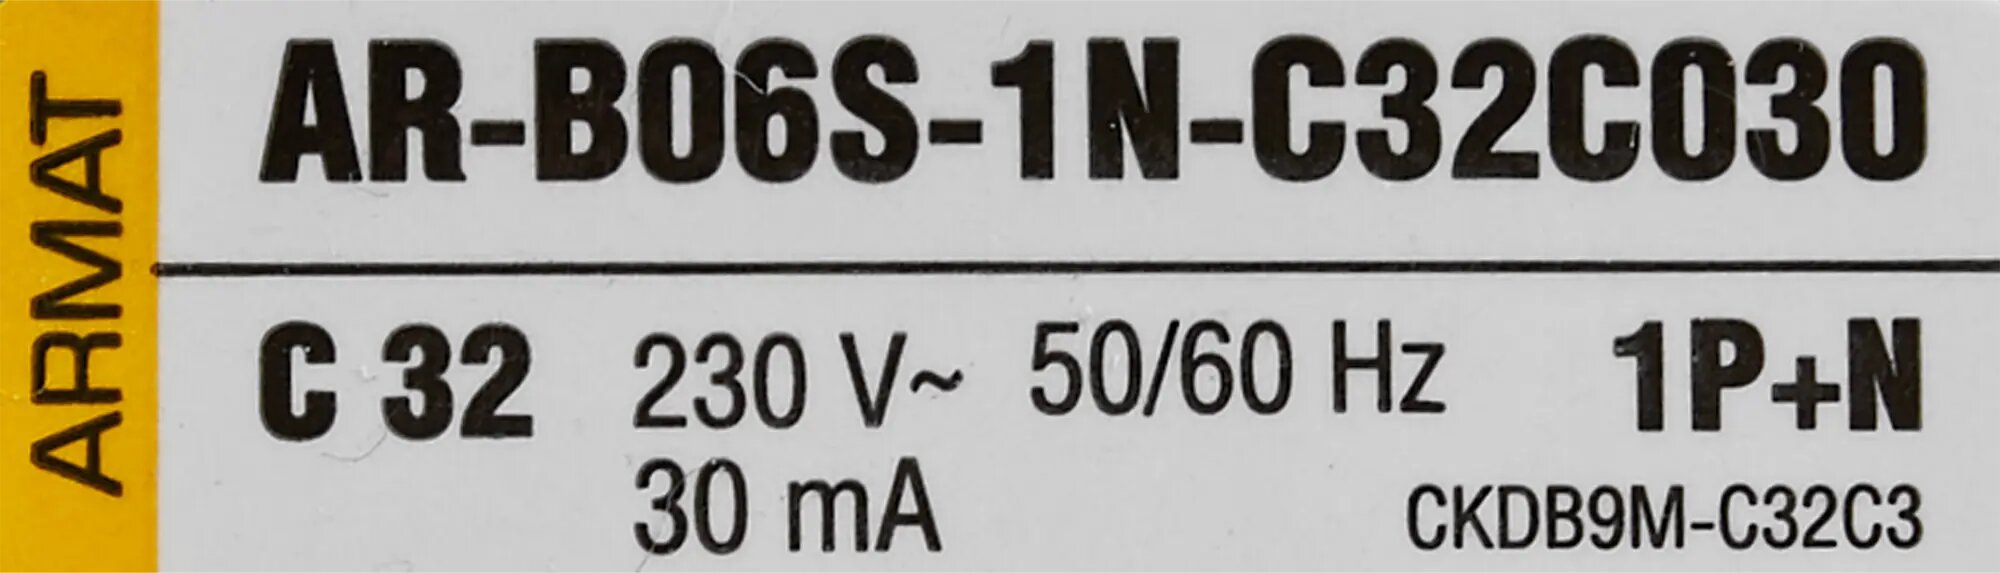 ARMAT
AR-B06S-1N-C32C030
C 32 230 V~ 50/60 Hz 1P+N
30 mA CKDB9M-C32C3